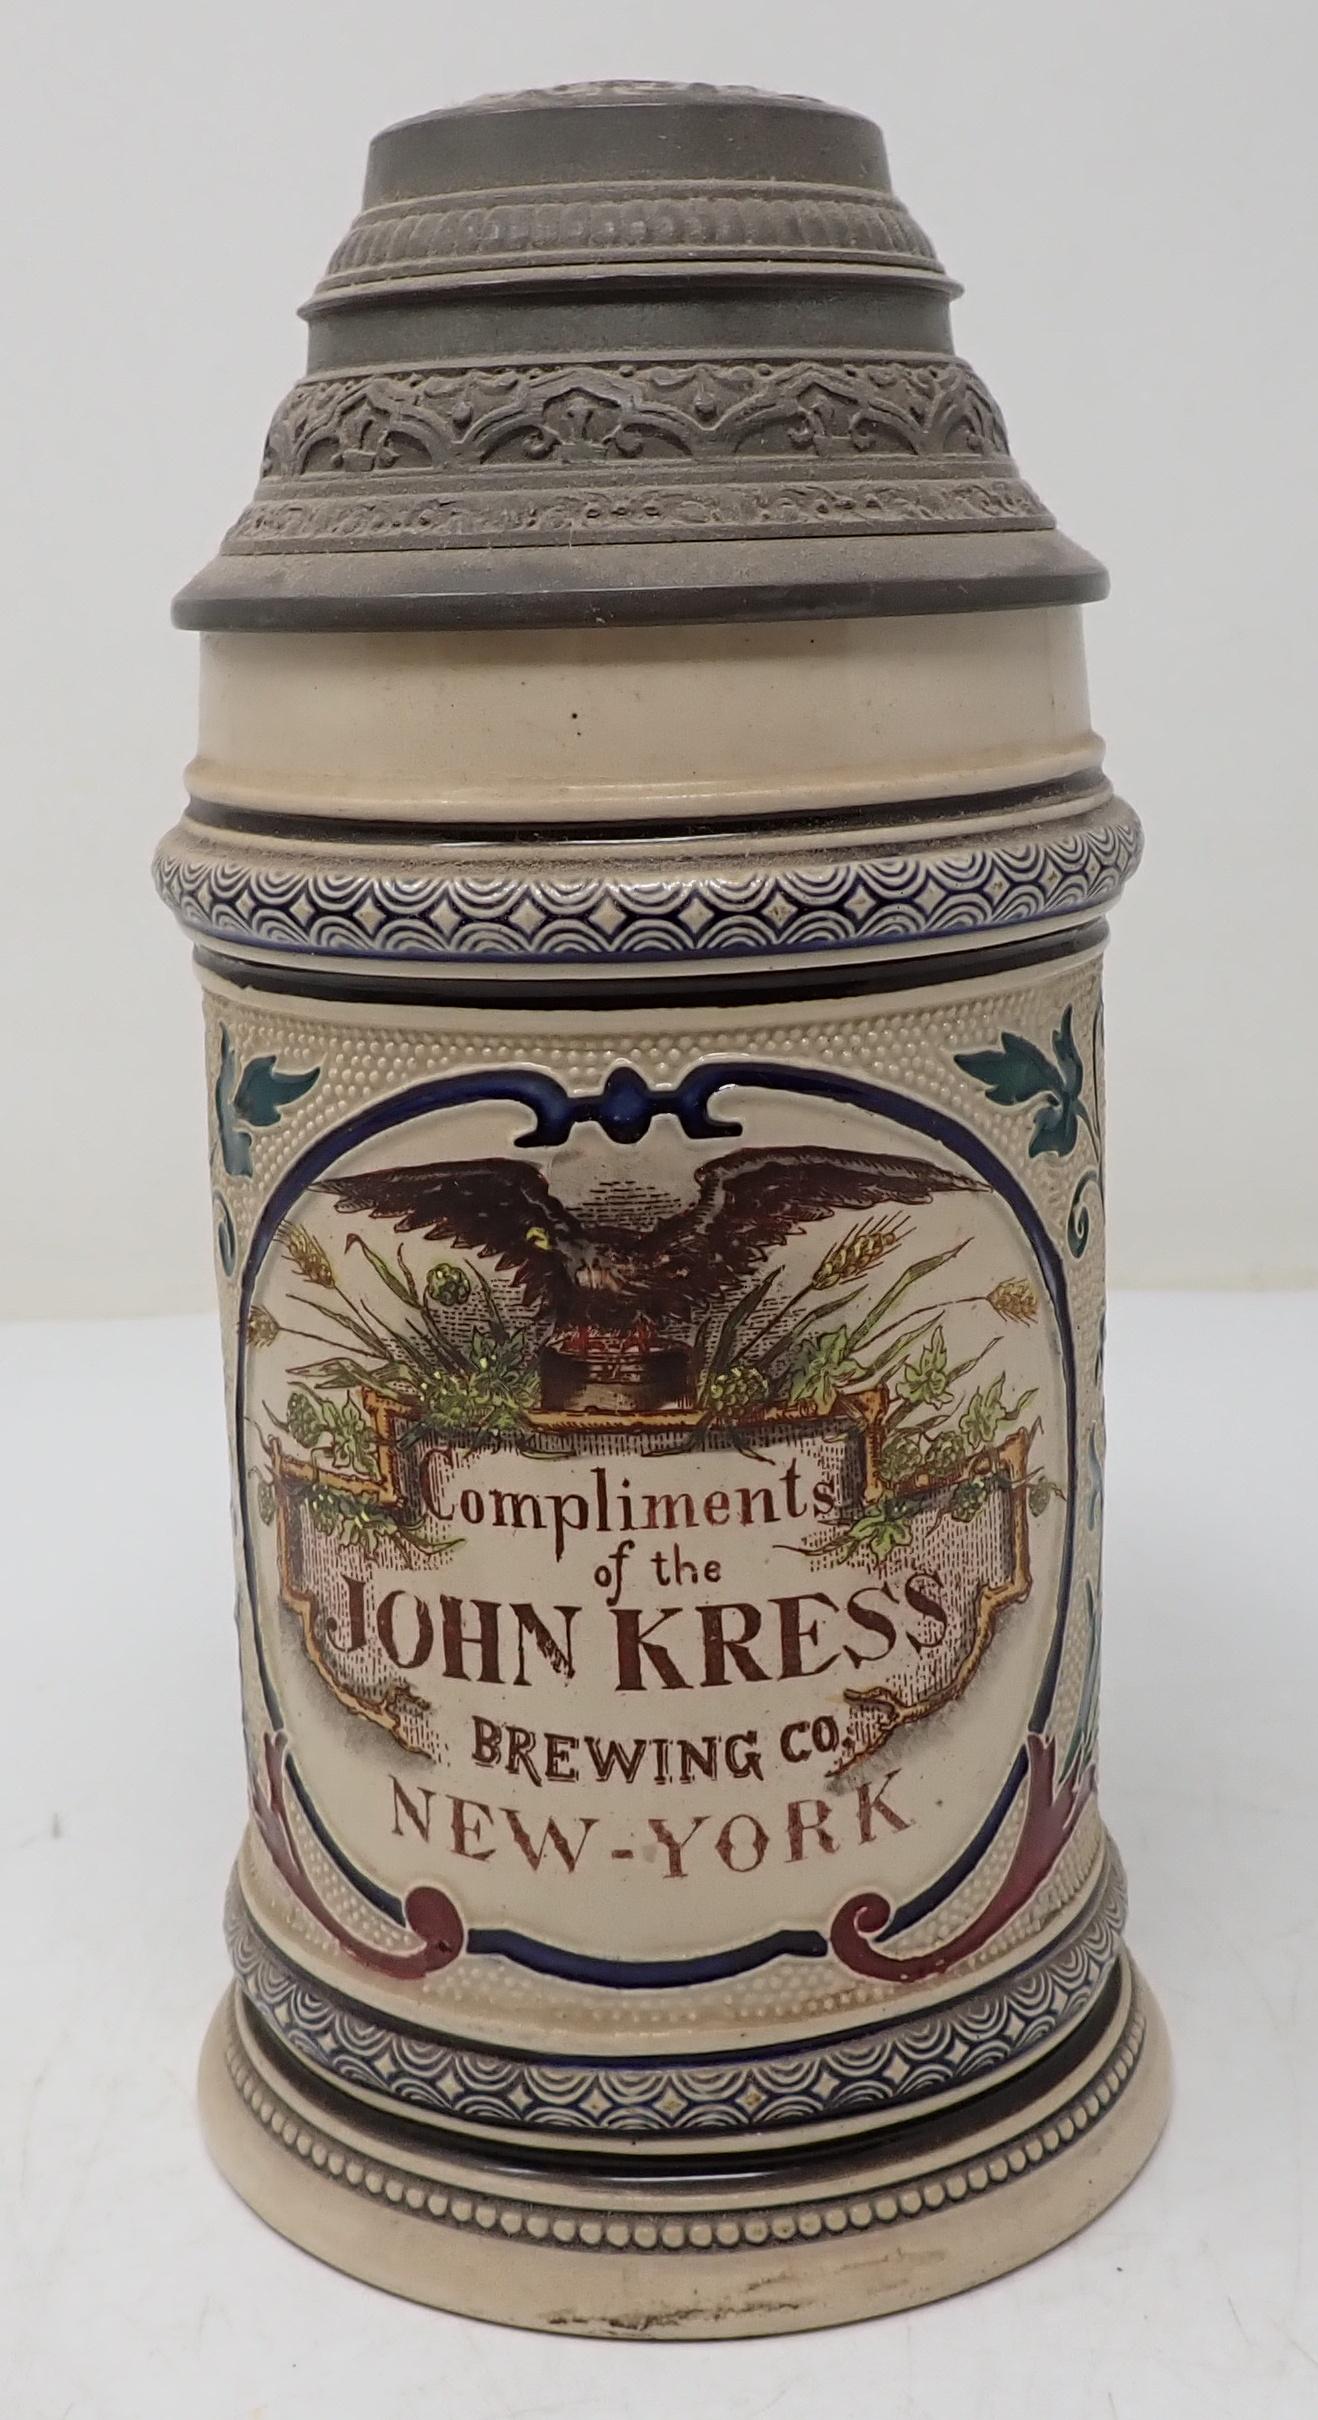 Compliments
of the
JOHN KRESS
BREWING CO.
NEW-YORK